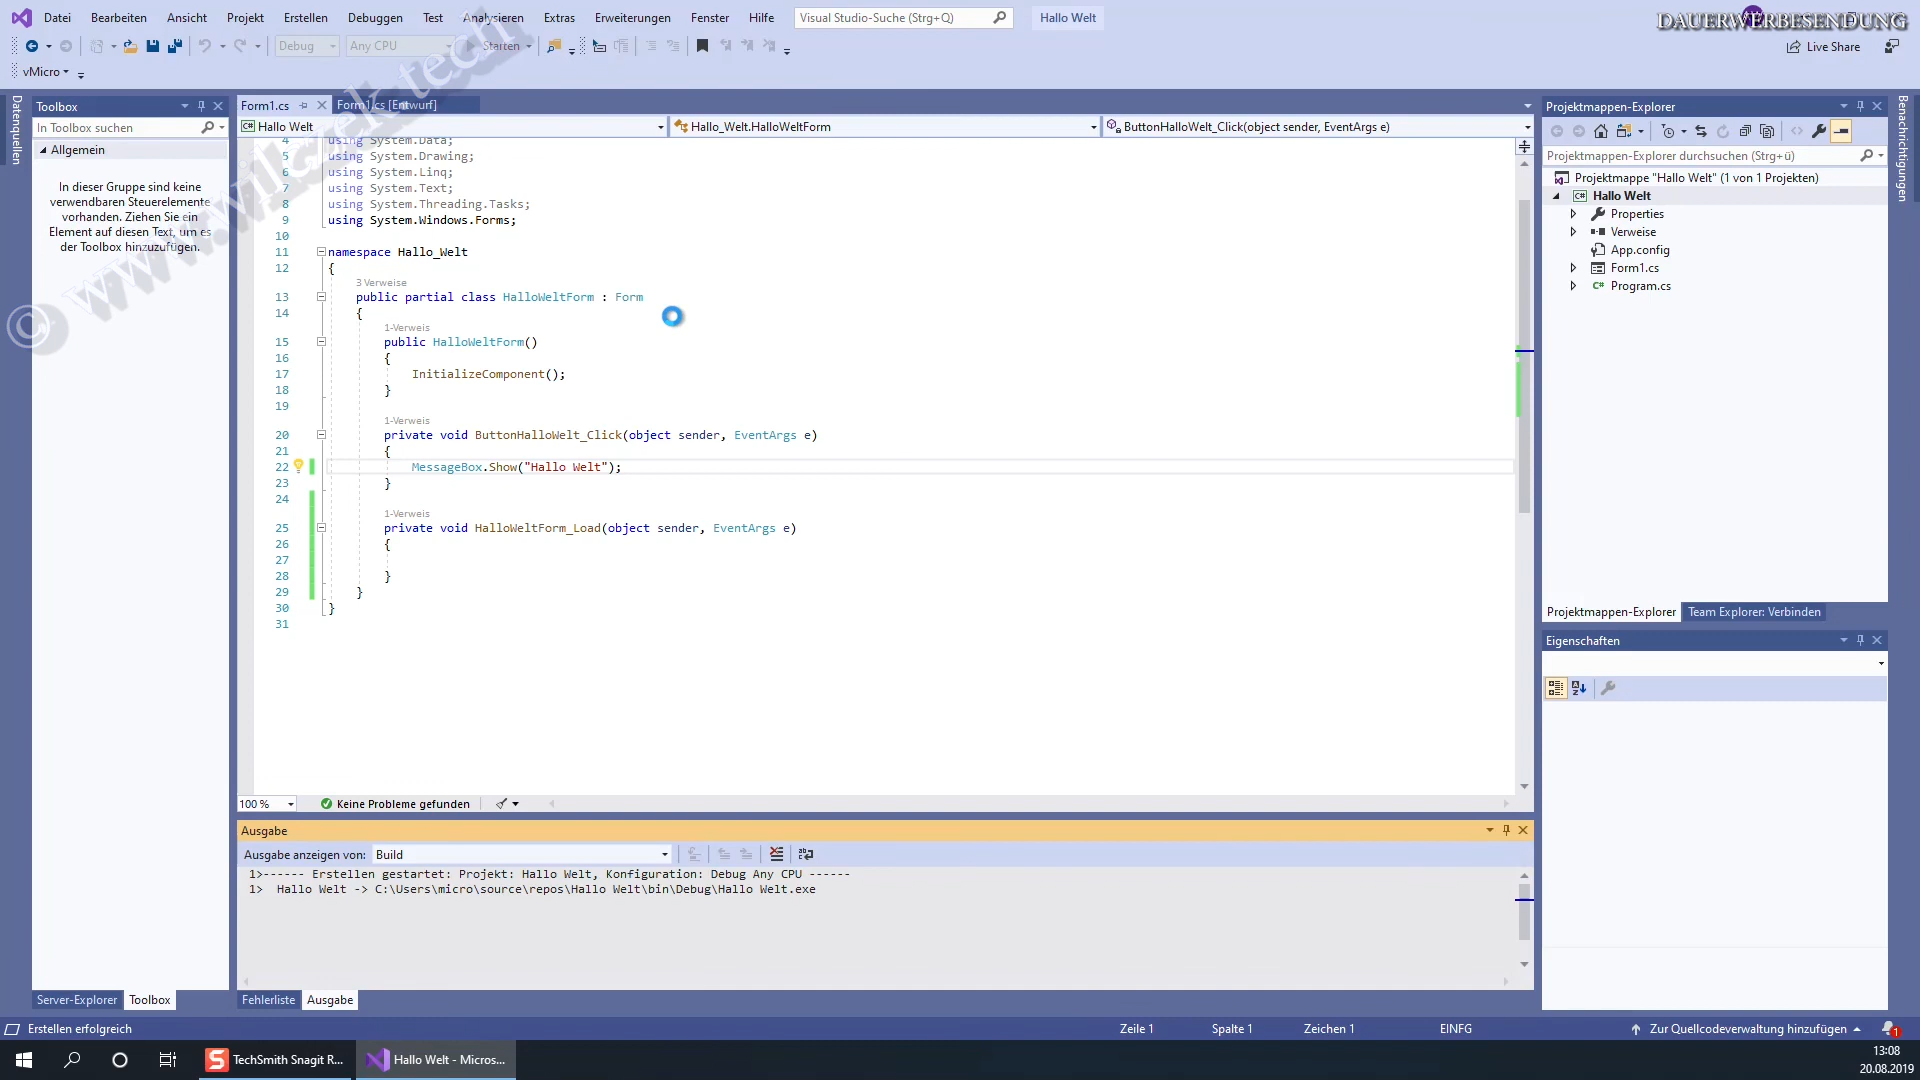 Datei Bearbeiten Ansicht Projekt Erstellen Debuggen Test Analysieren Extras Erweiterungen Fenster Hilfe Visual Studio-Suche (Strg+Q) Hallo Welt
DAUERWERBESENDUNG
Debug Any CPU Starten Live Share
vMicro
© www.wilczek.tech
Datenquellen
Toolbox
In Toolbox suchen
Allgemein
In dieser Gruppe sind keine
verwendbaren Steuerelemente
vorhanden. Ziehen Sie ein
Element auf diesen Text, um es
der Toolbox hinzuzufügen.
Server-Explorer Toolbox
Form1.cs Form1.cs [Entwurf]
Hallo Welt Hallo_Welt.HalloWeltForm ButtonHalloWelt_Click(object sender, EventArgs e)
4 using System.Data;
5 using System.Drawing;
6 using System.Linq;
7 using System.Text;
8 using System.Threading.Tasks;
9 using System.Windows.Forms;
10
11 namespace Hallo_Welt
12 {
3 Verweise
13 public partial class HalloWeltForm : Form
14 {
1-Verweis
15 public HalloWeltForm()
16 {
17 InitializeComponent();
18 }
19
1-Verweis
20 private void ButtonHalloWelt_Click(object sender, EventArgs e)
21 {
22 MessageBox.Show("Hallo Welt");
23 }
24
1-Verweis
25 private void HalloWeltForm_Load(object sender, EventArgs e)
26 {
27
28 }
29 }
30 }
31
100 % Keine Probleme gefunden
Ausgabe
Ausgabe anzeigen von: Build
1>------ Erstellen gestartet: Projekt: Hallo Welt, Konfiguration: Debug Any CPU ------
1> Hallo Welt -> C:\Users\micro\source\repos\Hallo Welt\bin\Debug\Hallo Welt.exe
Fehlerliste Ausgabe
Projektmappen-Explorer
Projektmappen-Explorer durchsuchen (Strg+ü)
Projektmappe "Hallo Welt" (1 von 1 Projekten)
Hallo Welt
Properties
Verweise
App.config
Form1.cs
Program.cs
Projektmappen-Explorer Team Explorer: Verbinden
Eigenschaften
Benachrichtigungen
Erstellen erfolgreich Zeile 1 Spalte 1 Zeichen 1 EINFG Zur Quellcodeverwaltung hinzufügen 1
TechSmith Snagit R... Hallo Welt - Micros...
13:08
20.08.2019